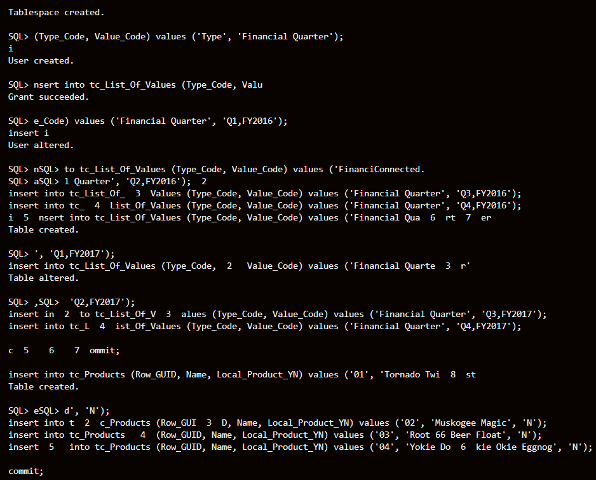 Tablespace created.
SQL> (Type_Code, Value_Code) values ('Type', 'Financial Quarter');
i
User created.
SQL> nsert into tc_List_Of_Values (Type_Code, Valu
Grant succeeded.
SQL> e_Code) values ('Financial Quarter', 'Q1,FY2016');
insert i
User altered.
SQL> nSQL> to tc_List_Of_Values (Type_Code, Value_Code) values ('FinanciConnected.
SQL> aSQL> l Quarter', 'Q2,FY2016');  2
insert into tc_List_Of_  3  Values (Type_Code, Value_Code) values ('Financial Quarter', 'Q3,FY2016');
insert into tc_  4  List_Of_Values (Type_Code, Value_Code) values ('Financial Quarter', 'Q4,FY2016');
i  5  nsert into tc_List_Of_Values (Type_Code, Value_Code) values ('Financial Qua  6  rt  7  er
Table created.
SQL> ', 'Q1,FY2017');
insert into tc_List_Of_Values (Type_Code,  2   Value_Code) values ('Financial Quarte  3  r'
Table altered.
SQL> ,SQL>  'Q2,FY2017');
insert in  2  to tc_List_Of_V  3  alues (Type_Code, Value_Code) values ('Financial Quarter', 'Q3,FY2017');
insert into tc_L  4  ist_Of_Values (Type_Code, Value_Code) values ('Financial Quarter', 'Q4,FY2017');
c  5    6    7  ommit;
insert into tc_Products (Row_GUID, Name, Local_Product_YN) values ('01', 'Tornado Twi  8  st
Table created.
SQL> eSQL> d', 'N');
insert into t  2  c_Products (Row_GUI  3  D, Name, Local_Product_YN) values ('02', 'Muskogee Magic', 'N');
insert into tc_Products   4  (Row_GUID, Name, Local_Product_YN) values ('03', 'Root 66 Beer Float', 'N');
insert  5   into tc_Products (Row_GUID, Name, Local_Product_YN) values ('04', 'Yokie Do  6  kie Okie Eggnog', 'N');
commit;